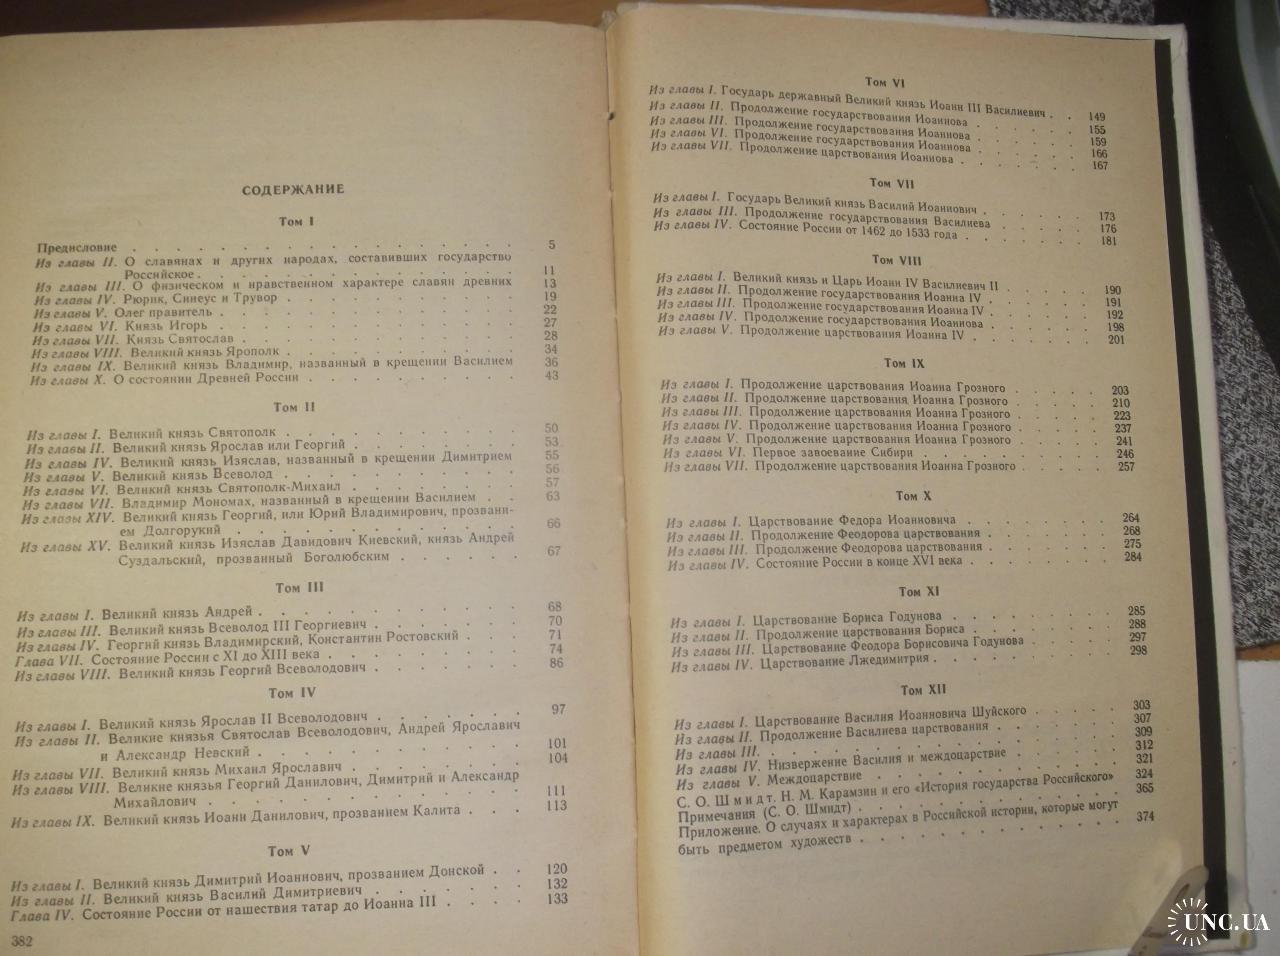 СОДЕРЖАНИЕ
Том I
Предисловие . . . 5
Из главы II. О славянах и других народах, составивших государство
Российское . . . 11
Из главы III. О физическом и нравственном характере славян древних 13
Из главы IV. Рюрик, Синеус и Трувор . . . 19
Из главы V. Олег правитель . . . 22
Из главы VI. Князь Игорь . . . 27
Из главы VII. Князь Святослав . . . 28
Из главы VIII. Великий князь Ярополк . . . 34
Из главы IX. Великий князь Владимир, названный в крещении Василием 36
Из главы X. О состоянии Древней России . . . 43
Том II
Из главы I. Великий князь Святополк . . . 50
Из главы II. Великий князь Ярослав или Георгий . . . 53
Из главы IV. Великий князь Изяслав, названный в крещении Димитрием 55
Из главы V. Великий князь Всеволод . . . 56
Из главы VI. Великий князь Святополк-Михаил . . . 57
Из главы VII. Владимир Мономах, названный в крещении Василием . . 63
Из главы XIV. Великий князь Георгий, или Юрий Владимирович, прозвани-
ем Долгорукий . . . 66
Из главы XV. Великий князь Изяслав Давидович Киевский, князь Андрей
Суздальский, прозванный Боголюбским . . . 67
Том III
Из главы I. Великий князь Андрей . . . 68
Из главы III. Великий князь Всеволод III Георгиевич . . . 70
Из главы IV. Георгий князь Владимирский, Константин Ростовский . . . 71
Глава VII. Состояние России с XI до XIII века . . . 74
Из главы VIII. Великий князь Георгий Всеволодович . . . 86
Том IV
Из главы I. Великий князь Ярослав II Всеволодович . . . 97
Из главы II. Великие князья Святослав Всеволодович, Андрей Ярославич
и Александр Невский . . . 101
Из главы VII. Великий князь Михаил Ярославич . . . 104
Из главы VIII. Великие князья Георгий Данилович, Димитрий и Александр
Михайлович . . . 111
Из главы IX. Великий князь Иоанн Данилович, прозванием Калита . . . 113
Том V
Из главы I. Великий князь Димитрий Иоаннович, прозванием Донской . . 120
Из главы II. Великий князь Василий Димитриевич . . . 132
Глава IV. Состояние России от нашествия татар до Иоанна III . . . 133
382
Том VI
Из главы I. Государь державный Великий князь Иоанн III Василиевич . . 149
Из главы II. Продолжение государствования Иоаннова . . . 155
Из главы III. Продолжение государствования Иоаннова . . . 159
Из главы VI. Продолжение государствования Иоаннова . . . 166
Из главы VII. Продолжение царствования Иоаннова . . . 167
Том VII
Из главы I. Государь Великий князь Василий Иоаннович . . . 173
Из главы III. Продолжение государствования Василиева . . . 176
Из главы IV. Состояние России от 1462 до 1533 года . . . 181
Том VIII
Из главы I. Великий князь и Царь Иоанн IV Василиевич II . . . 190
Из главы II. Продолжение государствования Иоанна IV . . . 191
Из главы III. Продолжение государствования Иоанна IV . . . 192
Из главы IV. Продолжение государствования Иоаннова . . . 198
Из главы V. Продолжение царствования Иоанна IV . . . 201
Том IX
Из главы I. Продолжение царствования Иоанна Грозного . . . 203
Из главы II. Продолжение царствования Иоанна Грозного . . . 210
Из главы III. Продолжение царствования Иоанна Грозного . . . 223
Из главы IV. Продолжение царствования Иоанна Грозного . . . 237
Из главы V. Продолжение царствования Иоанна Грозного . . . 241
Из главы VI. Первое завоевание Сибири . . . 246
Из главы VII. Продолжение царствования Иоанна Грозного . . . 257
Том X
Из главы I. Царствование Федора Иоанновича . . . 264
Из главы II. Продолжение Феодорова царствования . . . 268
Из главы III. Продолжение Феодорова царствования . . . 275
Из главы IV. Состояние России в конце XVI века . . . 284
Том XI
Из главы I. Царствование Бориса Годунова . . . 285
Из главы II. Продолжение царствования Бориса . . . 288
Из главы III. Царствование Феодора Борисовича Годунова . . . 297
Из главы IV. Царствование Лжедимитрия . . . 298
Том XII
Из главы I. Царствование Василия Иоанновича Шуйского . . . 303
Из главы II. Продолжение Василиева царствования . . . 307
Из главы III. . . . 309
Из главы IV. Низвержение Василия и междоцарствие . . . 312
Из главы V. Междоцарствие . . . 321
С. О. Шмидт. Н. М. Карамзин и его «История государства Российского» 324
Примечания (С. О. Шмидт) . . . 365
Приложение. О случаях и характерах в Российской истории, которые могут
быть предметом художеств . . . 374
UNC.UA